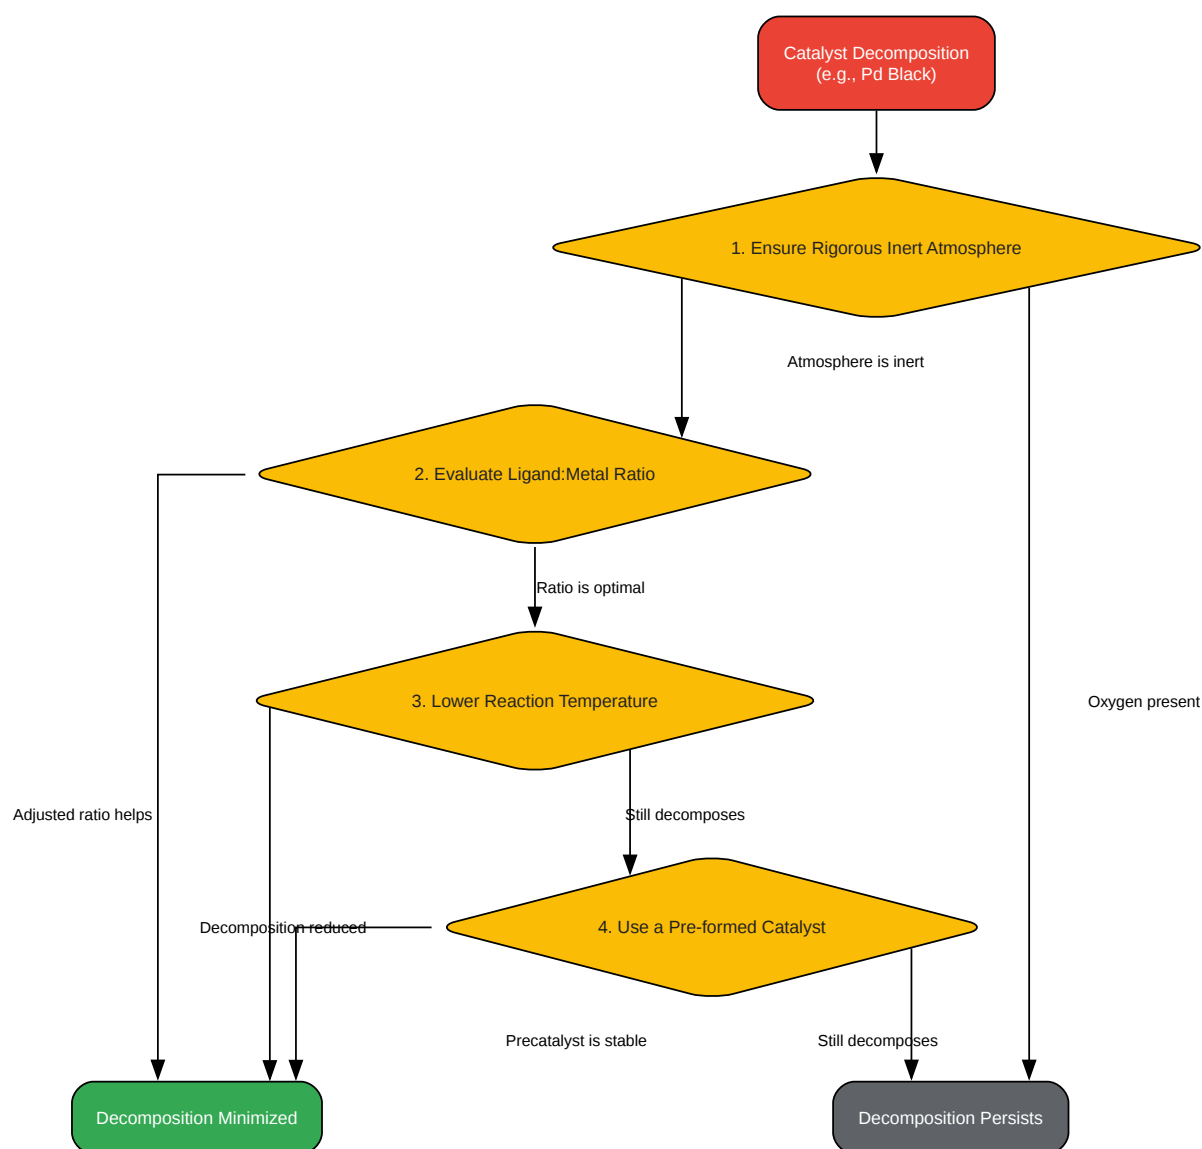 Catalyst Decomposition
(e.g., Pd Black)
1. Ensure Rigorous Inert Atmosphere
Atmosphere is inert
2. Evaluate Ligand:Metal Ratio
Ratio is optimal
3. Lower Reaction Temperature
Oxygen present
Adjusted ratio helps
Still decomposes
Decomposition reduced
4. Use a Pre-formed Catalyst
Precatalyst is stable
Still decomposes
Decomposition Minimized
Decomposition Persists